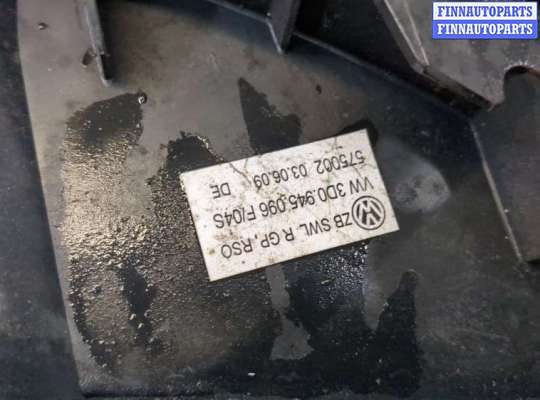 FINNAUTOPARTS
FINNAUTOPARTS
ZB SWL R GP, RSO
VW 3D0.945.096 F/04S
575002 03.06.09 DE